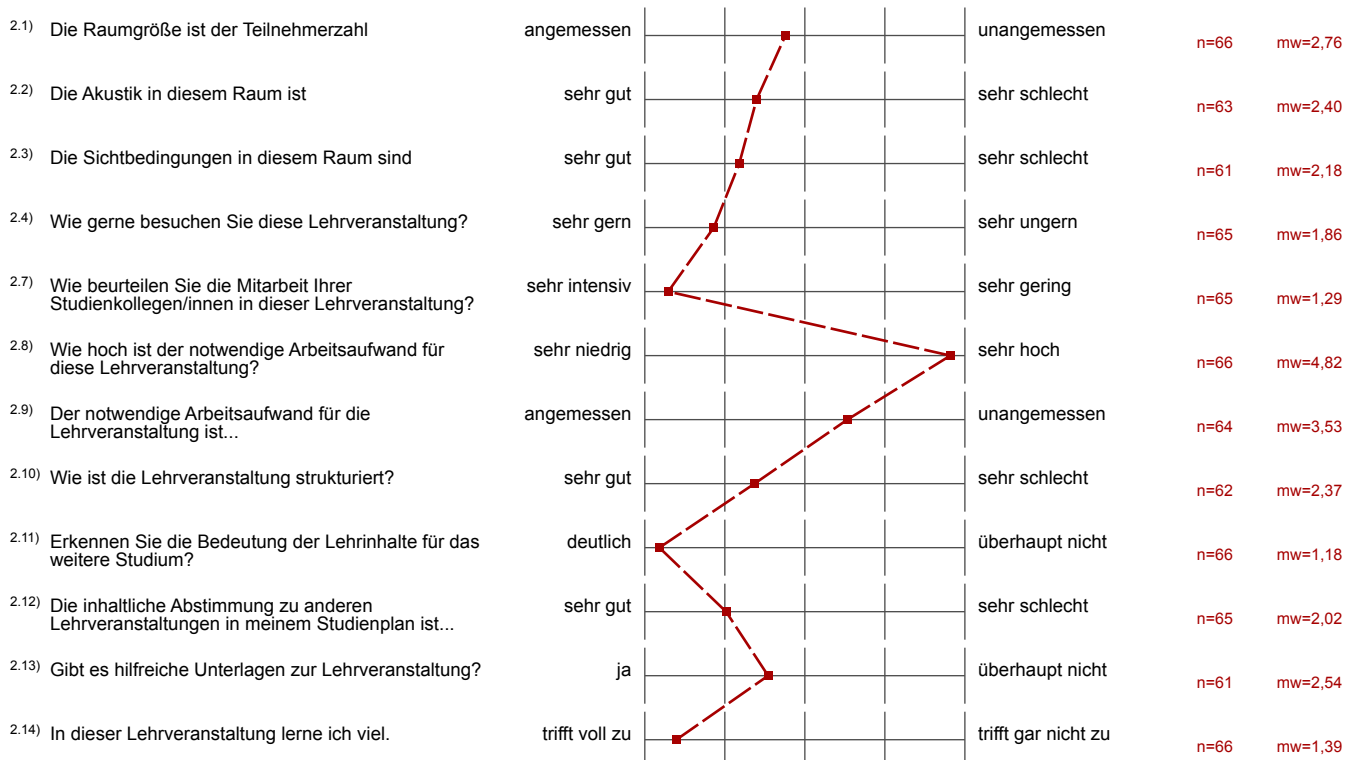 2.1) Die Raumgröße ist der Teilnehmerzahl angemessen unangemessen n=66 mw=2,76
2.2) Die Akustik in diesem Raum ist sehr gut sehr schlecht n=63 mw=2,40
2.3) Die Sichtbedingungen in diesem Raum sind sehr gut sehr schlecht n=61 mw=2,18
2.4) Wie gerne besuchen Sie diese Lehrveranstaltung? sehr gern sehr ungern n=65 mw=1,86
2.7) Wie beurteilen Sie die Mitarbeit Ihrer sehr intensiv sehr gering n=65 mw=1,29
Studienkollegen/innen in dieser Lehrveranstaltung?
2.8) Wie hoch ist der notwendige Arbeitsaufwand für sehr niedrig sehr hoch n=66 mw=4,82
diese Lehrveranstaltung?
2.9) Der notwendige Arbeitsaufwand für die angemessen unangemessen n=64 mw=3,53
Lehrveranstaltung ist...
2.10) Wie ist die Lehrveranstaltung strukturiert? sehr gut sehr schlecht n=62 mw=2,37
2.11) Erkennen Sie die Bedeutung der Lehrinhalte für das deutlich überhaupt nicht n=66 mw=1,18
weitere Studium?
2.12) Die inhaltliche Abstimmung zu anderen sehr gut sehr schlecht n=65 mw=2,02
Lehrveranstaltungen in meinem Studienplan ist...
2.13) Gibt es hilfreiche Unterlagen zur Lehrveranstaltung? ja überhaupt nicht n=61 mw=2,54
2.14) In dieser Lehrveranstaltung lerne ich viel. trifft voll zu trifft gar nicht zu n=66 mw=1,39